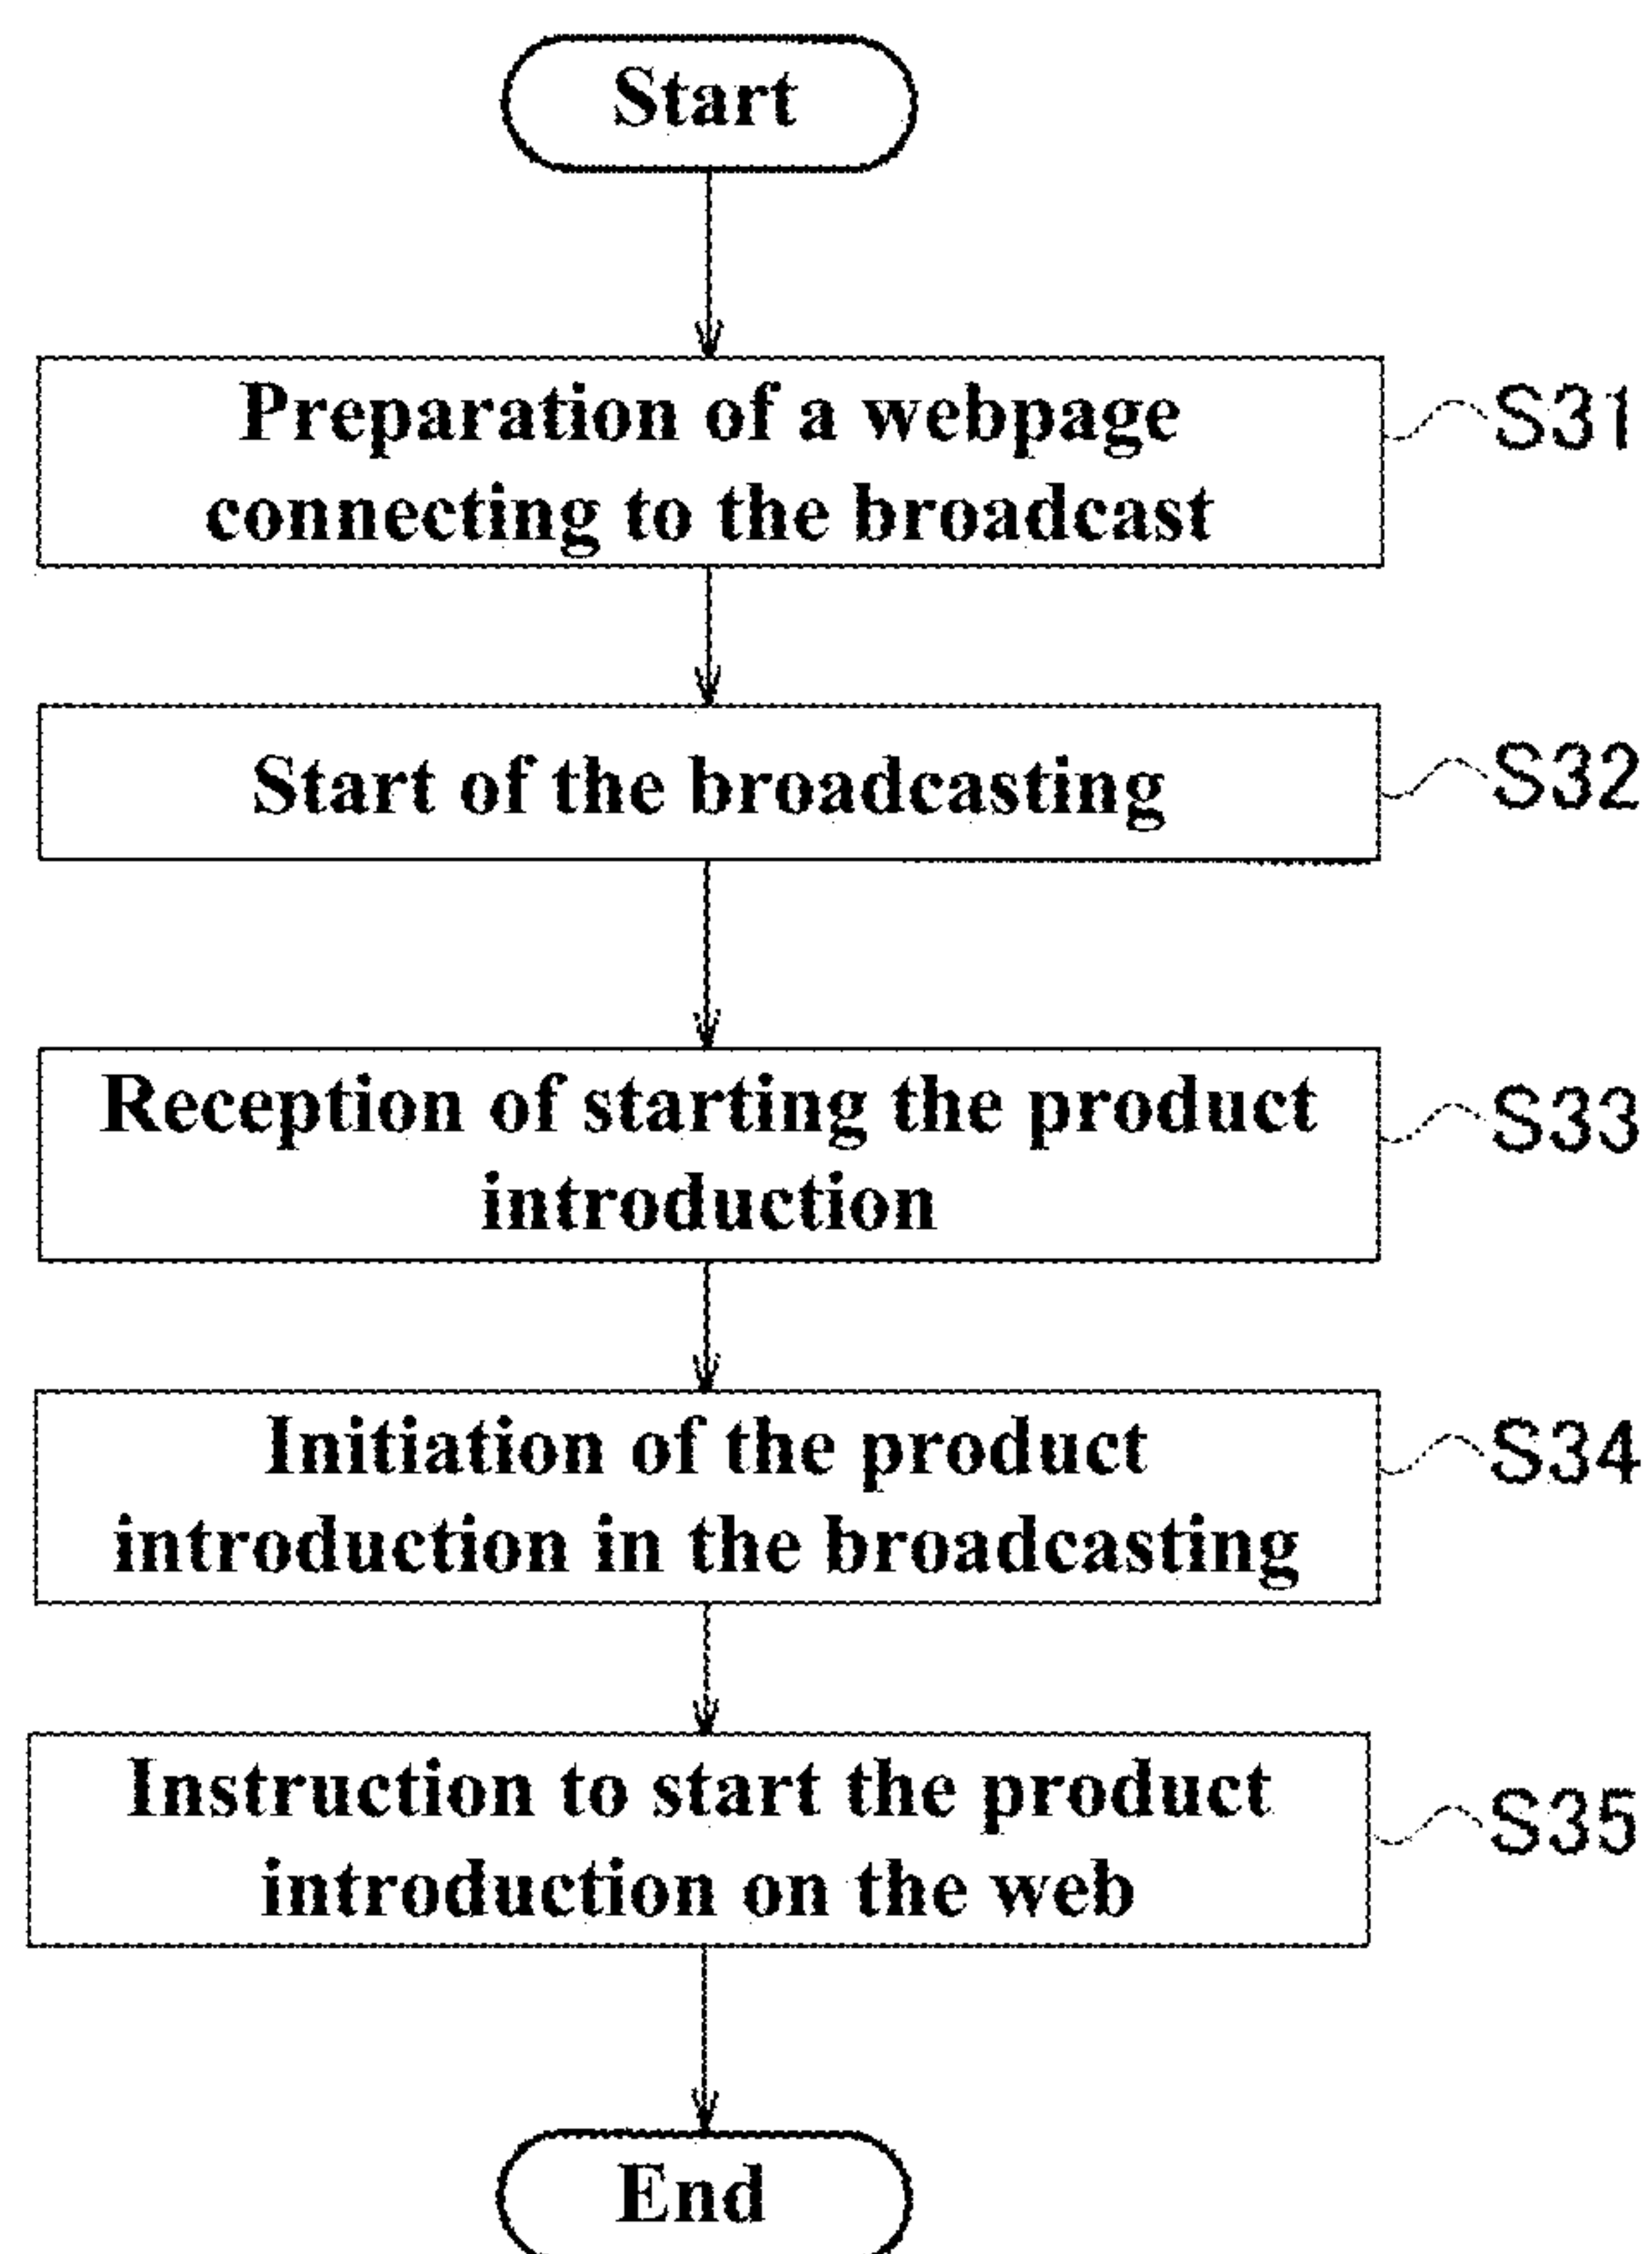 Start
Preparation of a webpage
connecting to the broadcast
S31
Start of the broadcasting
S32
Reception of starting the product
introduction
S33
Initiation of the product
introduction in the broadcasting
S34
Instruction to start the product
introduction on the web
S35
End